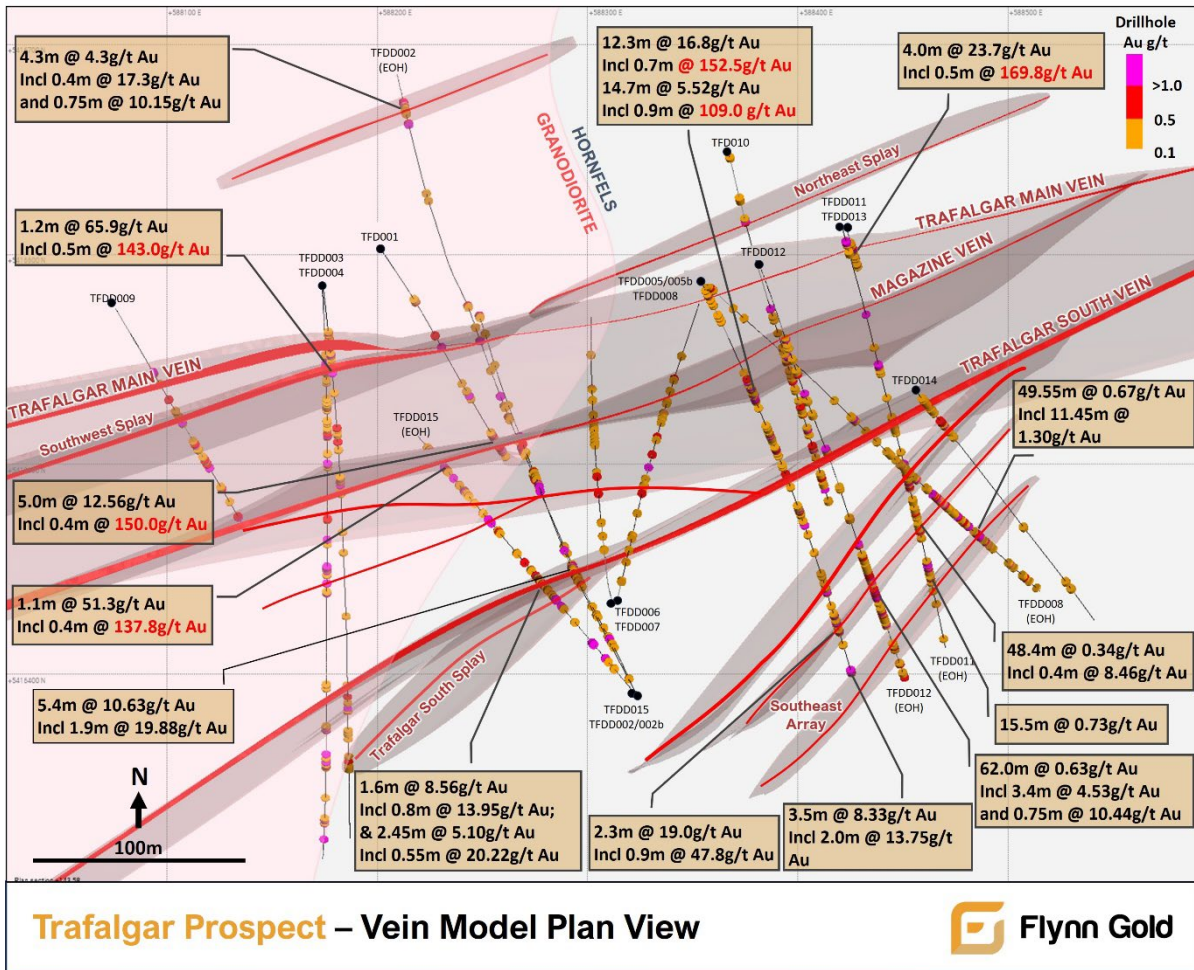 +588100 E
+588200 E
+588300 E
+588400 E
+588500 E
4.3m @ 4.3g/t Au
Incl 0.4m @ 17.3g/t Au
and 0.75m @ 10.15g/t Au
TFDD002
(EOH)
12.3m @ 16.8g/t Au
Incl 0.7m @ 152.5g/t Au
14.7m @ 5.52g/t Au
Incl 0.9m @ 109.0 g/t Au
4.0m @ 23.7g/t Au
Incl 0.5m @ 169.8g/t Au
Drillhole
Au g/t
>1.0
0.5
0.1
HORNFELS
GRANODIORITE
TFD010
Northeast Splay
TFDD011
TFDD013
TRAFALGAR MAIN VEIN
1.2m @ 65.9g/t Au
Incl 0.5m @ 143.0g/t Au
TFD001
TFDD012
TFDD003
TFDD004
TFDD005/005b
TFDD008
MAGAZINE VEIN
TFDD009
TRAFALGAR SOUTH VEIN
TRAFALGAR MAIN VEIN
Southwest Splay
TFDD015
(EOH)
TFDD014
49.55m @ 0.67g/t Au
Incl 11.45m @
1.30g/t Au
5.0m @ 12.56g/t Au
Incl 0.4m @ 150.0g/t Au
1.1m @ 51.3g/t Au
Incl 0.4m @ 137.8g/t Au
TFDD006
TFDD007
TFDD008
(EOH)
48.4m @ 0.34g/t Au
Incl 0.4m @ 8.46g/t Au
TFDD011
(EOH)
5416400 N
5.4m @ 10.63g/t Au
Incl 1.9m @ 19.88g/t Au
Trafalgar South Splay
TFDD015
TFDD002/002b
TFDD012
(EOH)
Southeast
Array
15.5m @ 0.73g/t Au
N
100m
1.6m @ 8.56g/t Au
Incl 0.8m @ 13.95g/t Au;
& 2.45m @ 5.10g/t Au
Incl 0.55m @ 20.22g/t Au
2.3m @ 19.0g/t Au
Incl 0.9m @ 47.8g/t Au
3.5m @ 8.33g/t Au
Incl 2.0m @ 13.75g/t
Au
62.0m @ 0.63g/t Au
Incl 3.4m @ 4.53g/t Au
and 0.75m @ 10.44g/t Au
Trafalgar Prospect – Vein Model Plan View
Flynn Gold